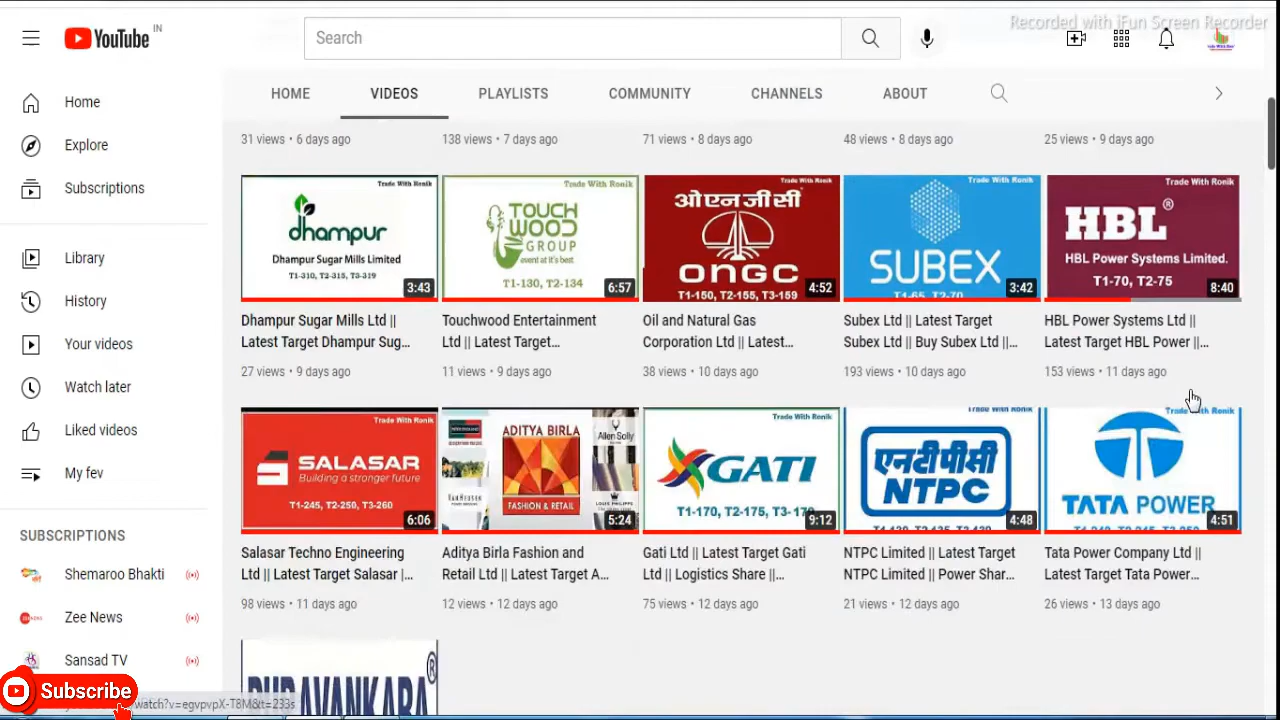 Recorded with iFun Screen Recorder
YouTube IN
Search
HOME VIDEOS PLAYLISTS COMMUNITY CHANNELS ABOUT
Home
Explore
Subscriptions
Library
History
Your videos
Watch later
Liked videos
My fev
SUBSCRIPTIONS
Shemaroo Bhakti
Zee News
Sansad TV
Subscribe
31 views • 6 days ago
138 views • 7 days ago
71 views • 8 days ago
48 views • 8 days ago
25 views • 9 days ago
Trade With Ronik
dhampur
Dhampur Sugar Mills Limited
T1-310, T2-315, T3-319
3:43
Dhampur Sugar Mills Ltd ||
Latest Target Dhampur Sug...
27 views • 9 days ago
Trade With Ronik
TOUCH
WOOD
GROUP
event at it's best
T1-130, T2-134
6:57
Touchwood Entertainment
Ltd || Latest Target...
11 views • 9 days ago
Trade With Ronik
ओएनजीसी
ONGC
T1-150, T2-155, T3-159
4:52
Oil and Natural Gas
Corporation Ltd || Latest...
38 views • 10 days ago
Trade With Ronik
SUBEX
T1-65, T2-70
3:42
Subex Ltd || Latest Target
Subex Ltd || Buy Subex Ltd ||...
193 views • 10 days ago
Trade With Ronik
HBL®
HBL Power Systems Limited.
T1-70, T2-75
8:40
HBL Power Systems Ltd ||
Latest Target HBL Power ||...
153 views • 11 days ago
Trade With Ronik
SALASAR
Building a stronger future
T1-245, T2-250, T3-260
6:06
Salasar Techno Engineering
Ltd || Latest Target Salasar |...
98 views • 11 days ago
ADITYA BIRLA
Allen Solly
FASHION & RETAIL
5:24
Aditya Birla Fashion and
Retail Ltd || Latest Target A...
12 views • 12 days ago
Trade With Ronik
GATI
T1-170, T2-175,
9:12
Gati Ltd || Latest Target Gati
Ltd || Logistics Share ||...
75 views • 12 days ago
Trade With Ronik
एनटीपीसी
NTPC
4:48
NTPC Limited || Latest Target
NTPC Limited || Power Shar...
21 views • 12 days ago
Trade With Ronik
TATA POWER
4:51
Tata Power Company Ltd ||
Latest Target Tata Power...
26 views • 13 days ago
PURAVANKARA®
watch?v=egvpvpX-T8M&t=233s